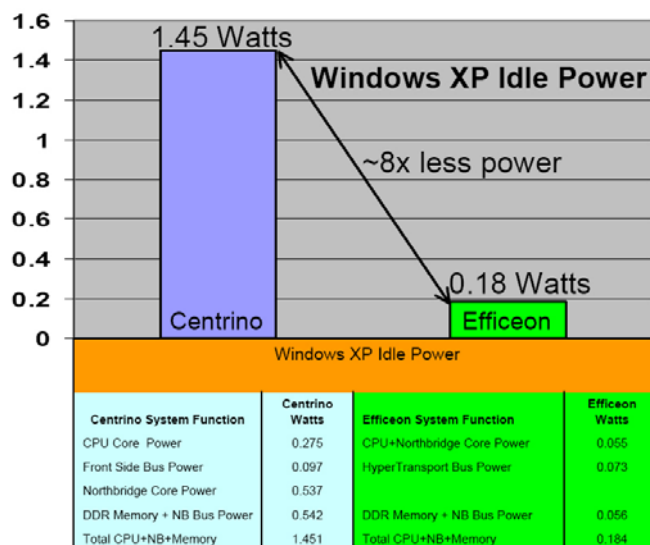 1.6
1.45 Watts
1.4
Windows XP Idle Power
1.2
1
~8x less power
0.8
0.6
0.4
0.18 Watts
0.2
Centrino Efficeon
0
Windows XP Idle Power
Centrino System Function Centrino Watts Efficeon System Function Efficeon Watts
CPU Core Power 0.275 CPU+Northbridge Core Power 0.055
Front Side Bus Power 0.097 HyperTransport Bus Power 0.073
Northbridge Core Power 0.537
DDR Memory + NB Bus Power 0.542 DDR Memory + NB Bus Power 0.056
Total CPU+NB+Memory 1.451 Total CPU+NB+Memory 0.184